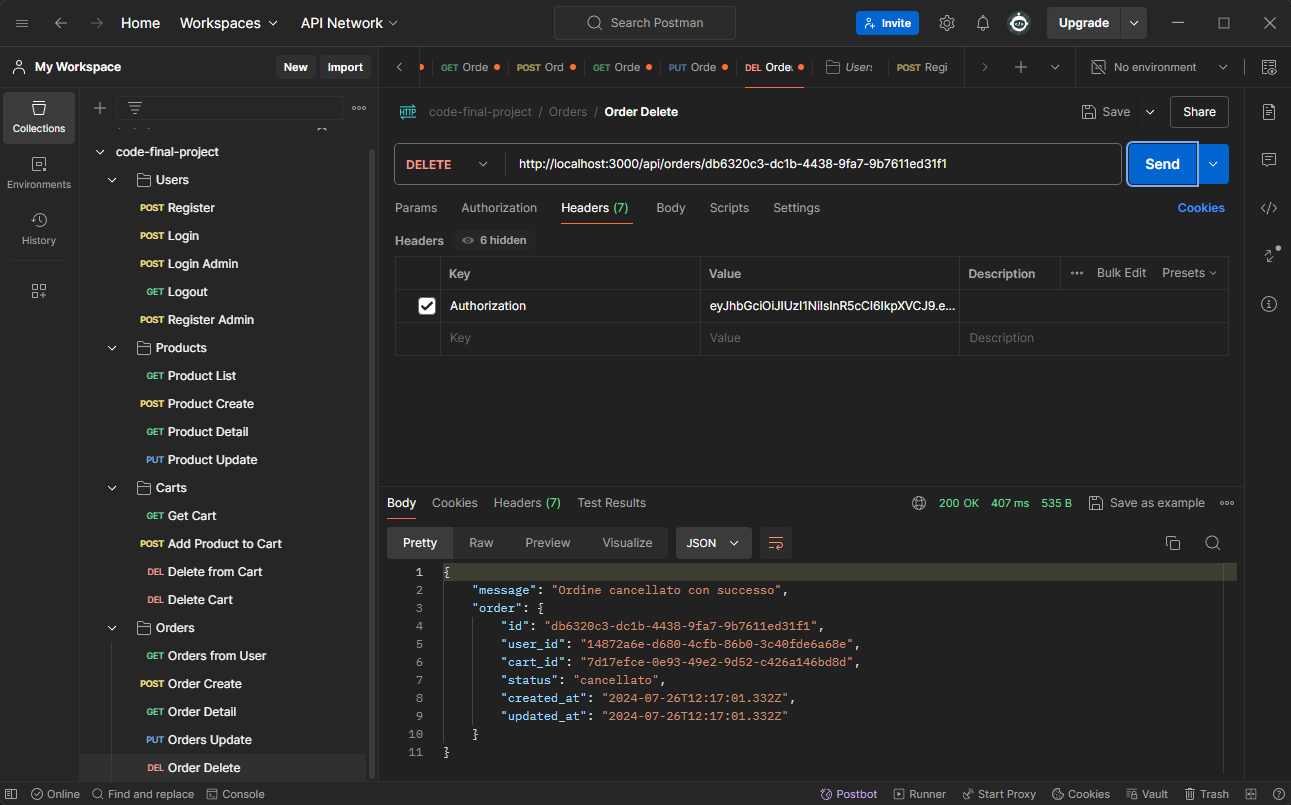 Home Workspaces API Network Search Postman Invite Upgrade
My Workspace New Import GET Orde POST Ord GET Orde PUT Orde DEL Orde Users POST Regi No environment
Collections
Environments
History
code-final-project
Users
POST Register
POST Login
POST Login Admin
GET Logout
POST Register Admin
Products
GET Product List
POST Product Create
GET Product Detail
PUT Product Update
Carts
GET Get Cart
POST Add Product to Cart
DEL Delete from Cart
DEL Delete Cart
Orders
GET Orders from User
POST Order Create
GET Order Detail
PUT Orders Update
DEL Order Delete
HTTP code-final-project / Orders / Order Delete Save Share
DELETE http://localhost:3000/api/orders/db6320c3-dc1b-4438-9fa7-9b7611ed31f1 Send
Params Authorization Headers (7) Body Scripts Settings Cookies
Headers 6 hidden
Key Value Description Bulk Edit Presets
Authorization eyJhbGciOiJIUzI1NiIsInR5cCI6IkpXVCJ9.e...
Key Value Description
Body Cookies Headers (7) Test Results 200 OK 407 ms 535 B Save as example
Pretty Raw Preview Visualize JSON
1 {
2 "message": "Ordine cancellato con successo",
3 "order": {
4 "id": "db6320c3-dc1b-4438-9fa7-9b7611ed31f1",
5 "user_id": "14872a6e-d680-4cfb-86b0-3c40fde6a68e",
6 "cart_id": "7d17efce-0e93-49e2-9d52-c426a146bd8d",
7 "status": "cancellato",
8 "created_at": "2024-07-26T12:17:01.332Z",
9 "updated_at": "2024-07-26T12:17:01.332Z"
10 }
11 }
Online Find and replace Console Postbot Runner Start Proxy Cookies Vault Trash